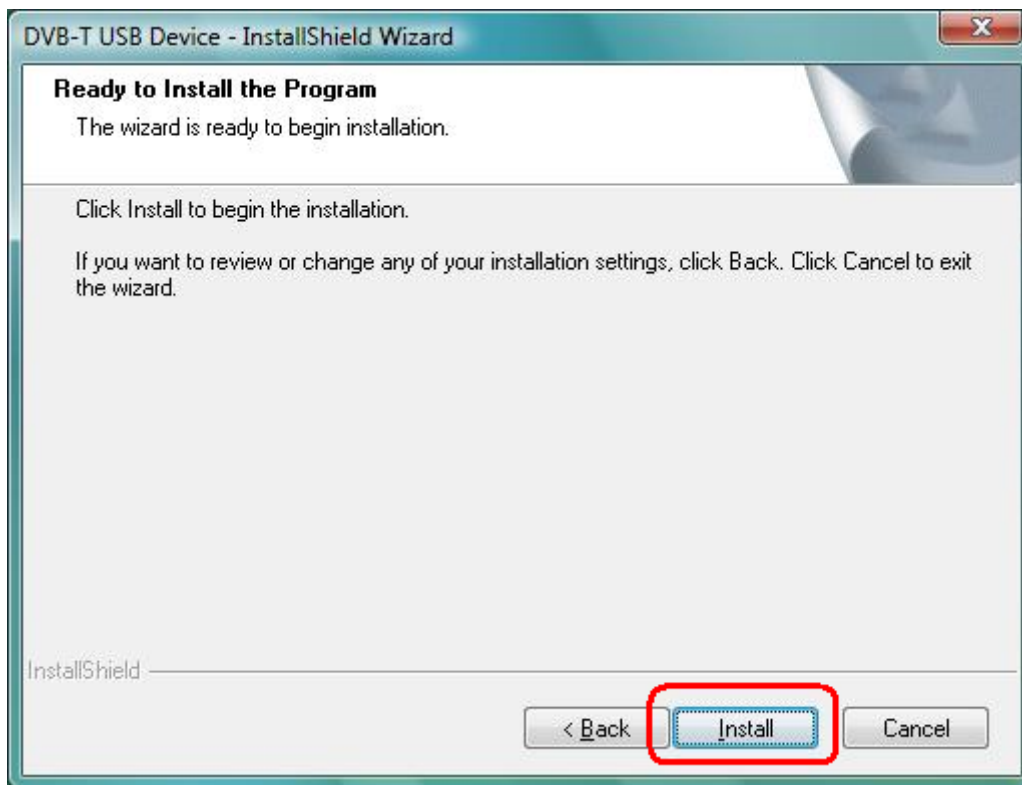 DVB-T USB Device - InstallShield Wizard
Ready to Install the Program
The wizard is ready to begin installation.
Click Install to begin the installation.
If you want to review or change any of your installation settings, click Back. Click Cancel to exit
the wizard.
InstallShield
< Back Install Cancel